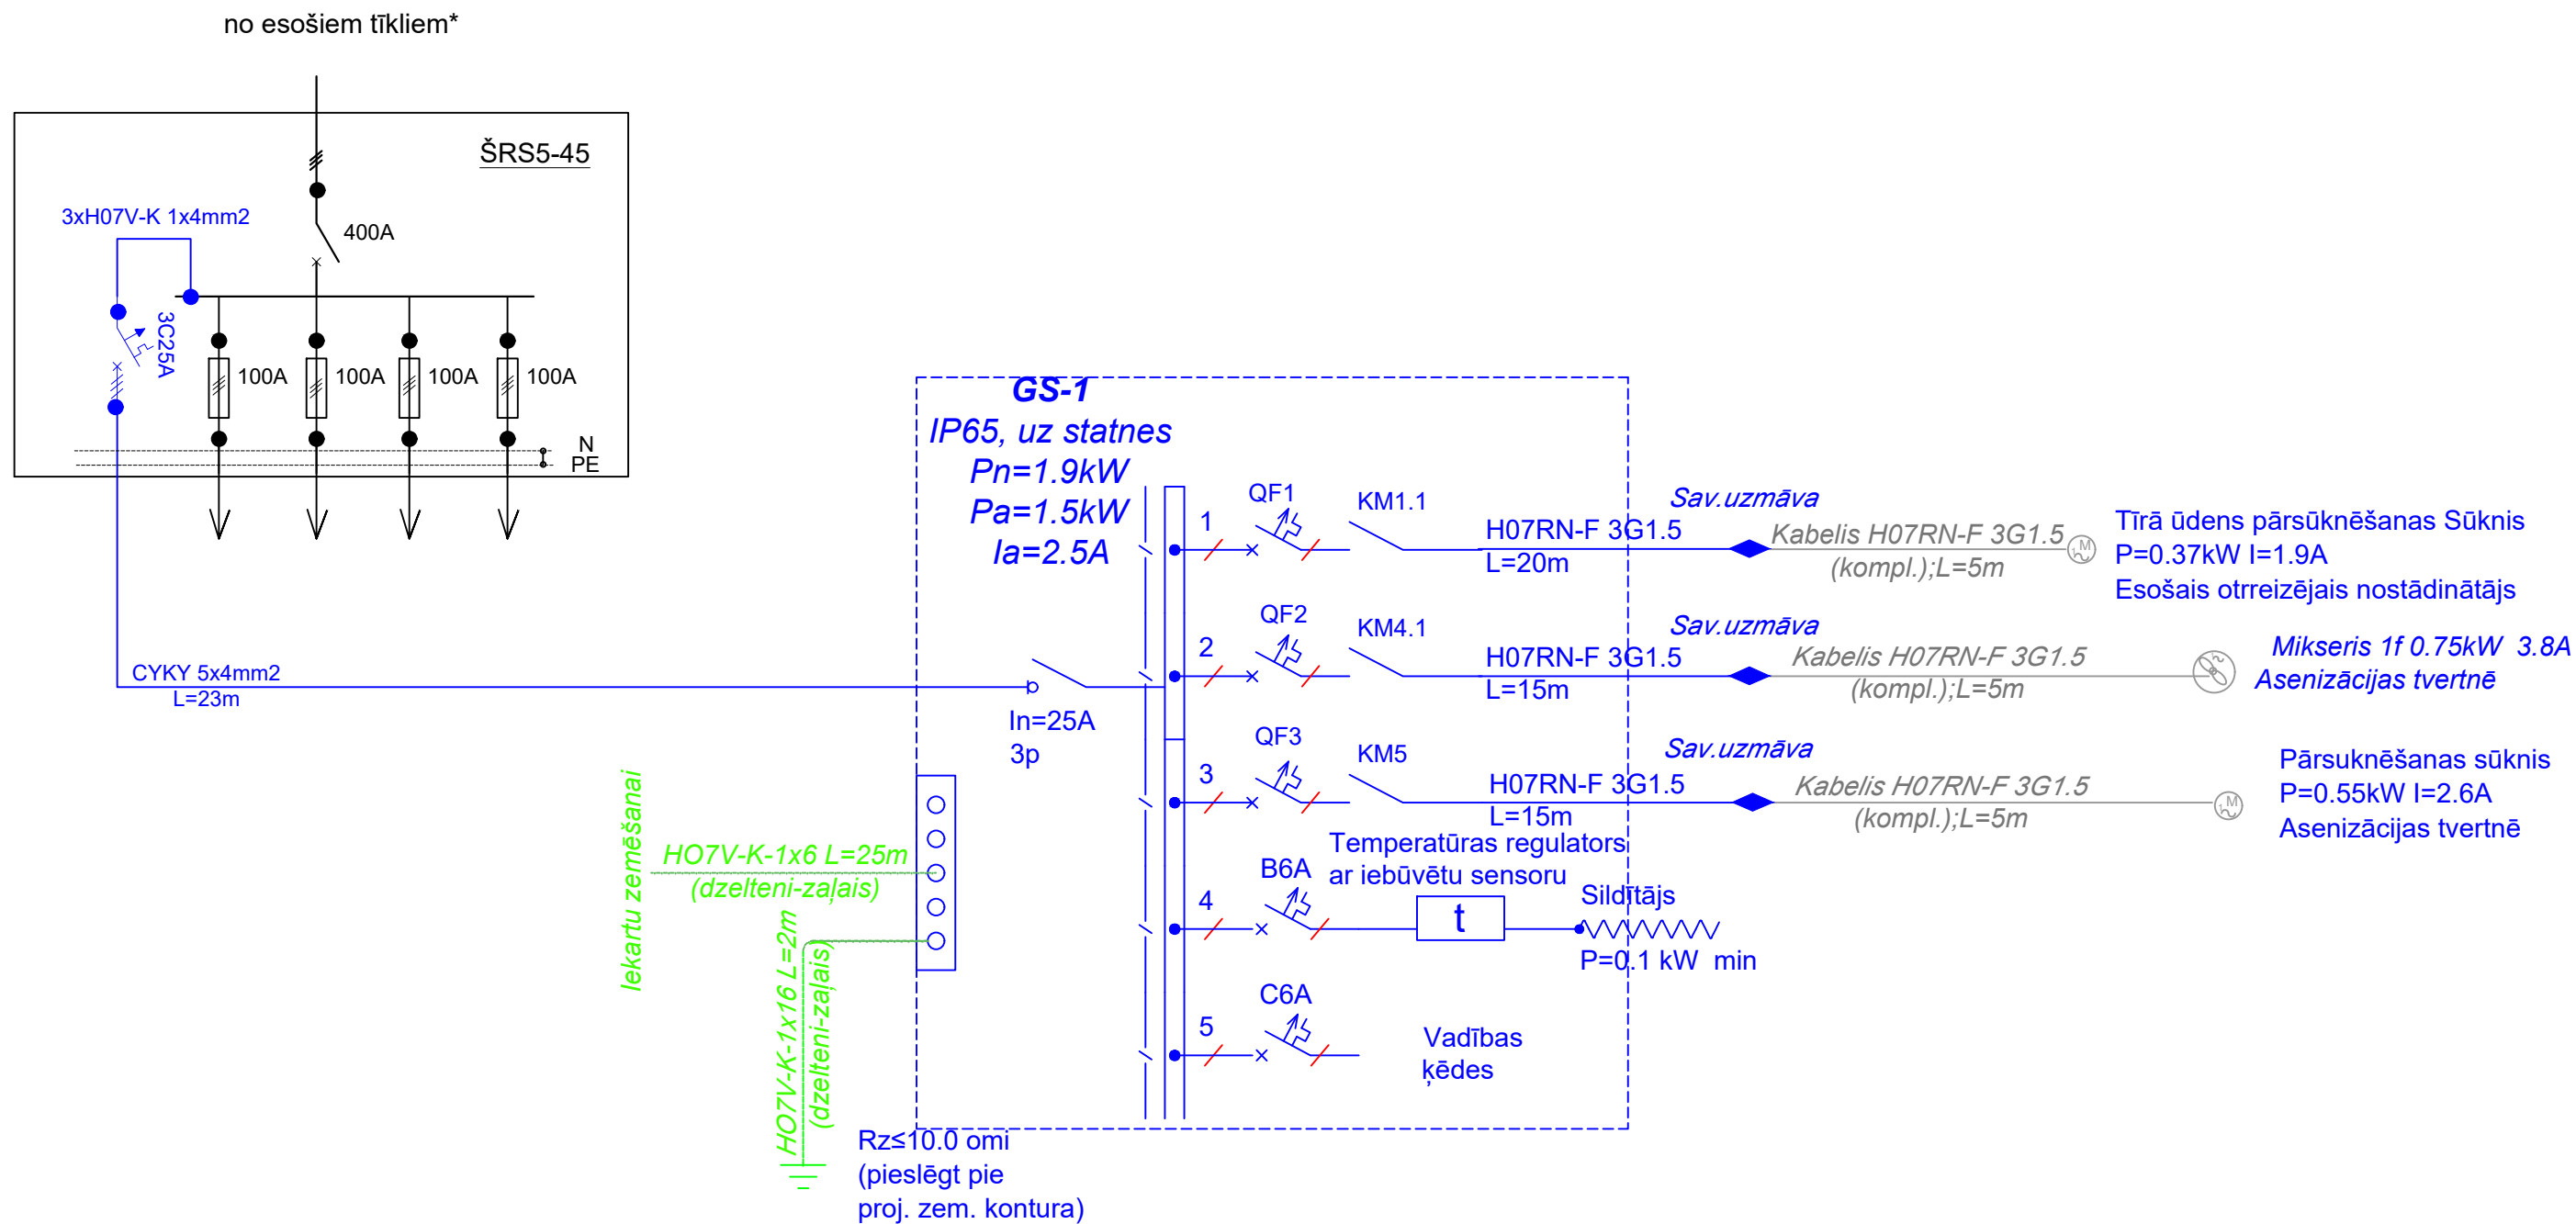 no esošiem tīkliem*
ŠRS5-45
3xH07V-K 1x4mm2
400A
3C25A
100A
100A
100A
100A
N
PE
CYKY 5x4mm2
L=23m
GS-1
IP65, uz statnes
Pn=1.9kW
Pa=1.5kW
Ia=2.5A
In=25A
3p
1
QF1
KM1.1
H07RN-F 3G1.5
L=20m
Sav.uzmāva
Kabelis H07RN-F 3G1.5
(kompl.);L=5m
M
Tīrā ūdens pārsūknēšanas Sūknis
P=0.37kW I=1.9A
Esošais otrreizējais nostādinātājs
2
QF2
KM4.1
H07RN-F 3G1.5
L=15m
Sav.uzmāva
Kabelis H07RN-F 3G1.5
(kompl.);L=5m
Mikseris 1f 0.75kW 3.8A
Asenizācijas tvertnē
3
QF3
KM5
H07RN-F 3G1.5
L=15m
Sav.uzmāva
Kabelis H07RN-F 3G1.5
(kompl.);L=5m
M
Pārsuknēšanas sūknis
P=0.55kW I=2.6A
Asenizācijas tvertnē
4
B6A
Temperatūras regulators
ar iebūvētu sensoru
t
Sildītājs
P=0.1 kW min
5
C6A
Vadības
ķēdes
Iekartu zemēšanai
HO7V-K-1x6 L=25m
(dzelteni-zaļais)
HO7V-K-1x16 L=2m
(dzelteni-zaļais)
Rz≤10.0 omi
(pieslēgt pie
proj. zem. kontura)